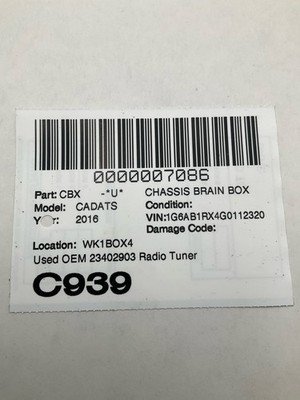 0000007086
Part: CBX -*U* CHASSIS BRAIN BOX
Model: CADATS Condition:
Year: 2016 VIN:1G6AB1RX4G0112320
Damage Code:
Location: WK1BOX4
Used OEM 23402903 Radio Tuner
C939